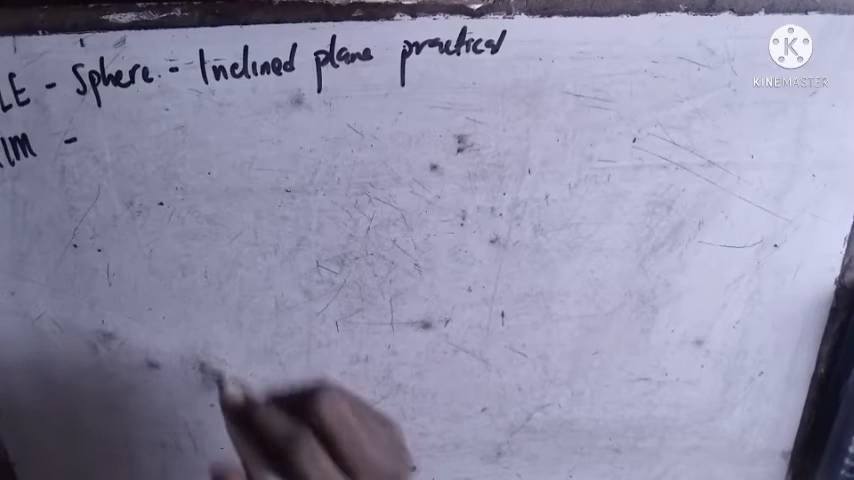 LE - Sphere - Inclined plane practical
IM -
K
KINEMASTER